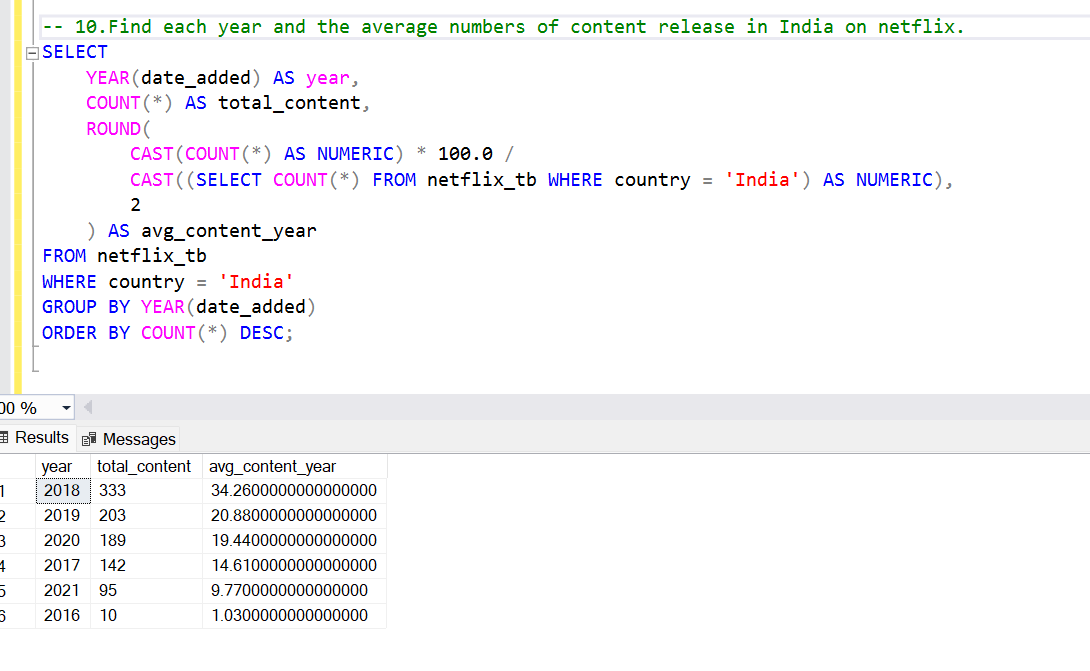 -- 10.Find each year and the average numbers of content release in India on netflix.
SELECT
YEAR(date_added) AS year,
COUNT(*) AS total_content,
ROUND(
CAST(COUNT(*) AS NUMERIC) * 100.0 /
CAST((SELECT COUNT(*) FROM netflix_tb WHERE country = 'India') AS NUMERIC),
2
) AS avg_content_year
FROM netflix_tb
WHERE country = 'India'
GROUP BY YEAR(date_added)
ORDER BY COUNT(*) DESC;
00 %
Results Messages
year total_content avg_content_year
1 2018 333 34.2600000000000000
2 2019 203 20.8800000000000000
3 2020 189 19.4400000000000000
4 2017 142 14.6100000000000000
5 2021 95 9.7700000000000000
6 2016 10 1.0300000000000000